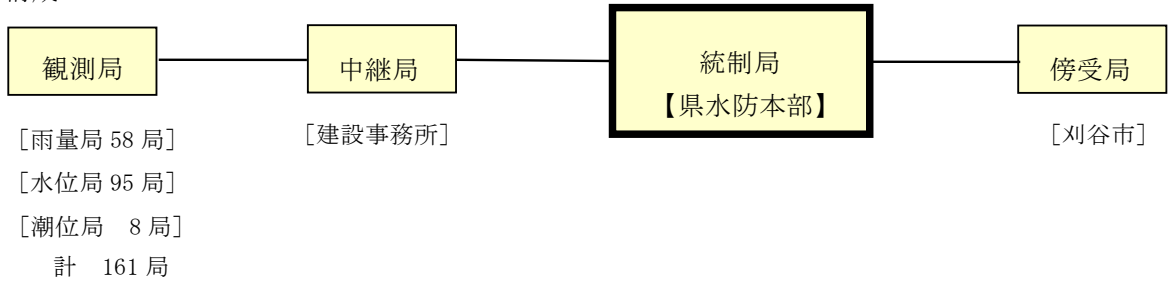 観測局
中継局
統制局
【県水防本部】
傍受局
［雨量局 58 局］
［建設事務所］
［刈谷市］
［水位局 95 局］
［潮位局　8 局］
計　161 局